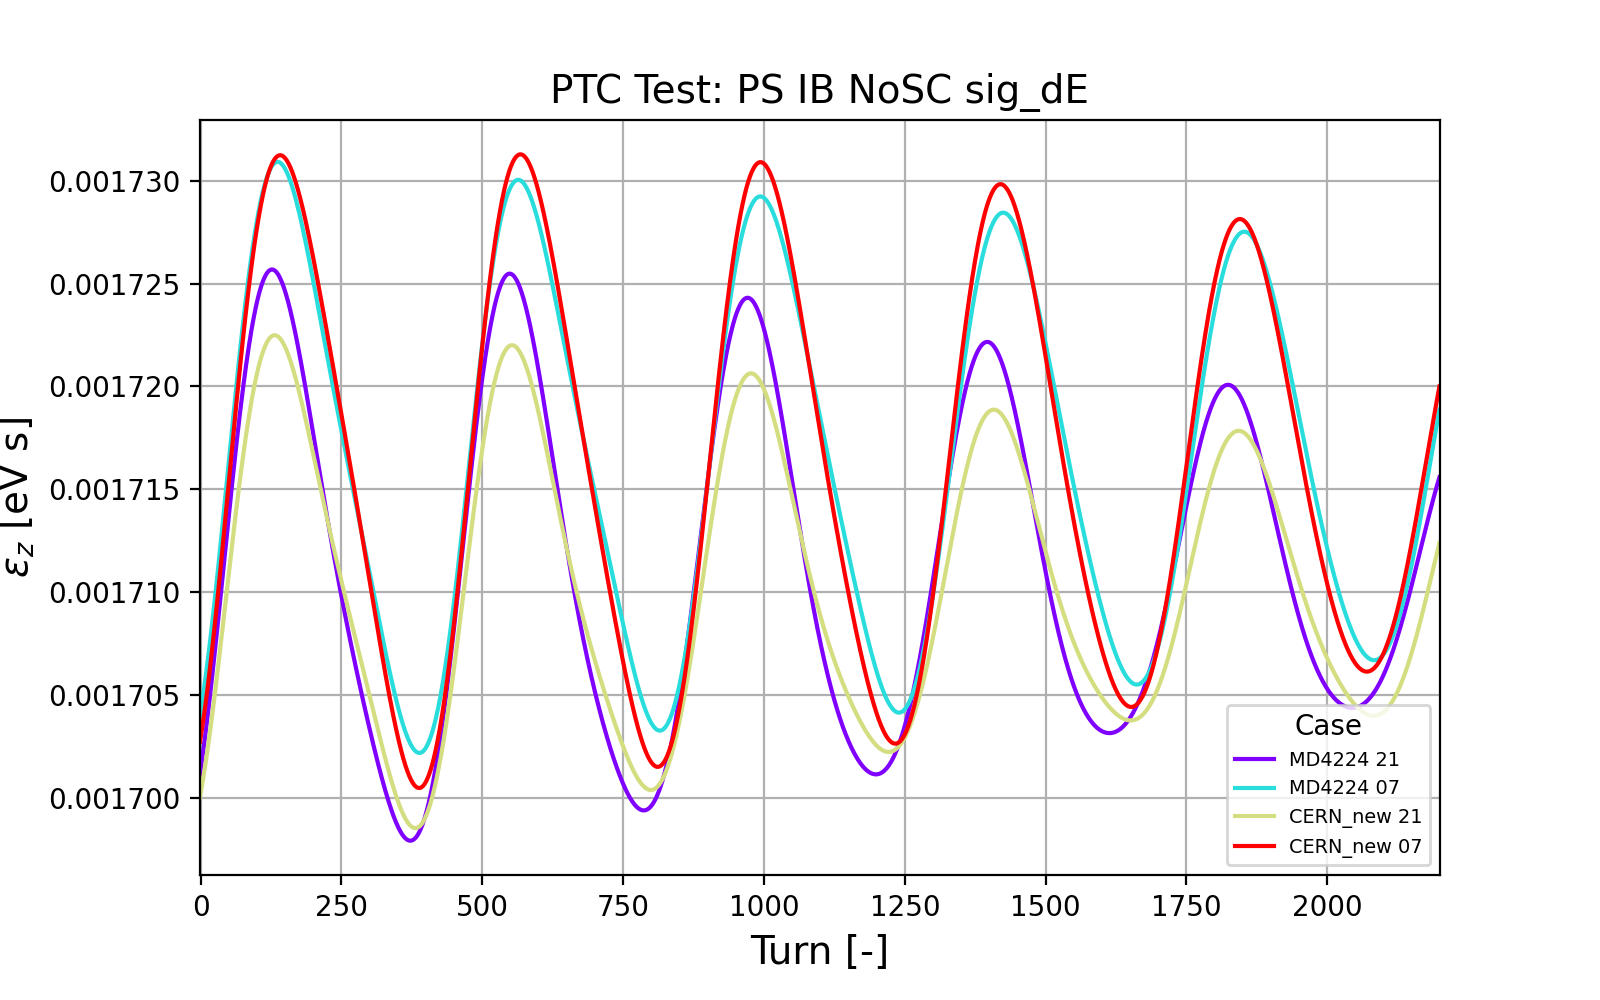 PTC Test: PS IB NoSC sig_dE
εz [eV s]
0.001730
0.001725
0.001720
0.001715
0.001710
0.001705
0.001700
0 250 500 750 1000 1250 1500 1750 2000
Turn [-]
Case
MD4224 21
MD4224 07
CERN_new 21
CERN_new 07